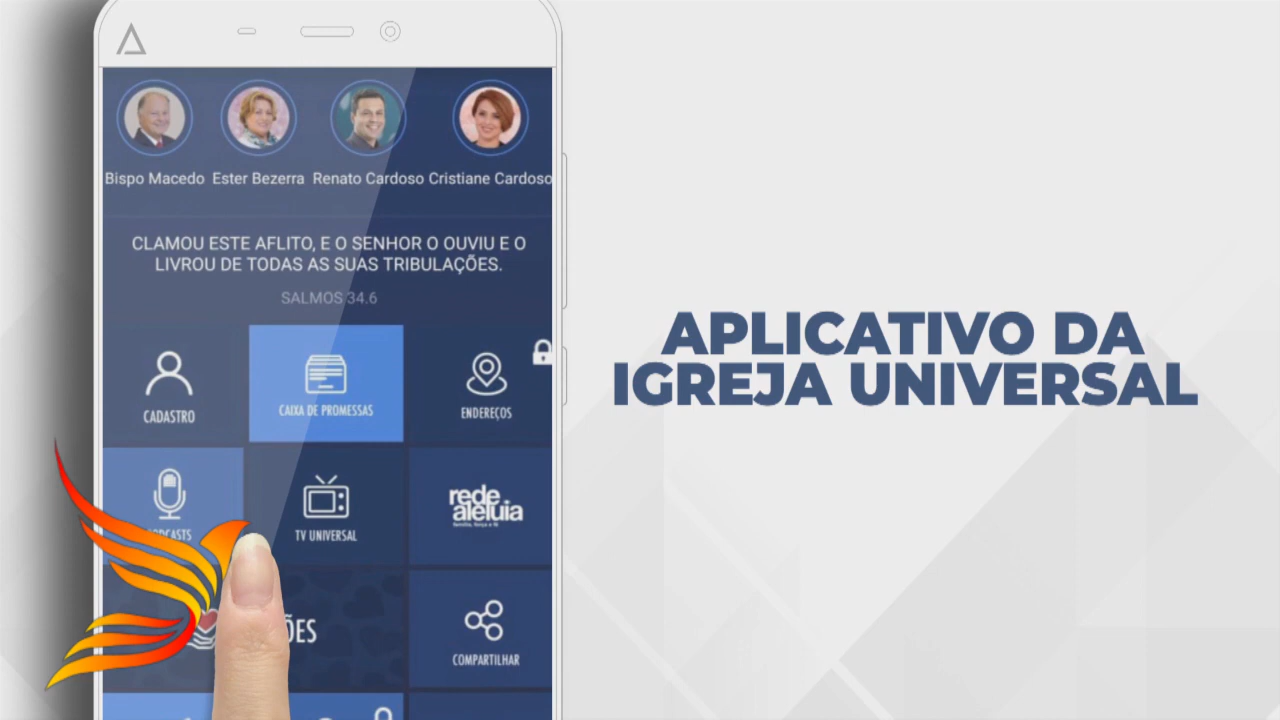 Bispo Macedo Ester Bezerra Renato Cardoso Cristiane Cardoso
CLAMOU ESTE AFLITO, E O SENHOR O OUVIU E O
LIVROU DE TODAS AS SUAS TRIBULAÇÕES.
SALMOS 34.6
CADASTRO
CAIXA DE PROMESSAS
ENDEREÇOS
PODCASTS
TV UNIVERSAL
rede
aleluia
ÕES
COMPARTILHAR
APLICATIVO DA
IGREJA UNIVERSAL